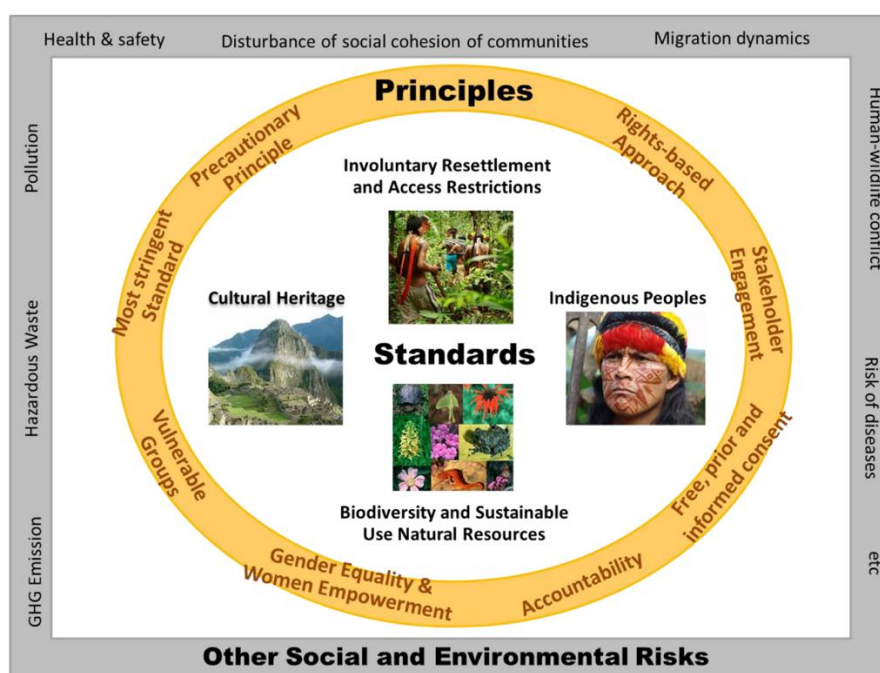 Health & safety
Disturbance of social cohesion of communities
Migration dynamics
Pollution
Hazardous Waste
GHG Emission
Human-wildlife conflict
Risk of diseases
etc
Principles
Precautionary
Principle
Rights-based
Approach
Most stringent
Standard
Stakeholder
Engagement
Vulnerable
Groups
Free, prior and
informed consent
Gender Equality &
Women Empowerment
Accountability
Involuntary Resettlement
and Access Restrictions
Cultural Heritage
Indigenous Peoples
Standards
Biodiversity and Sustainable
Use Natural Resources
Other Social and Environmental Risks